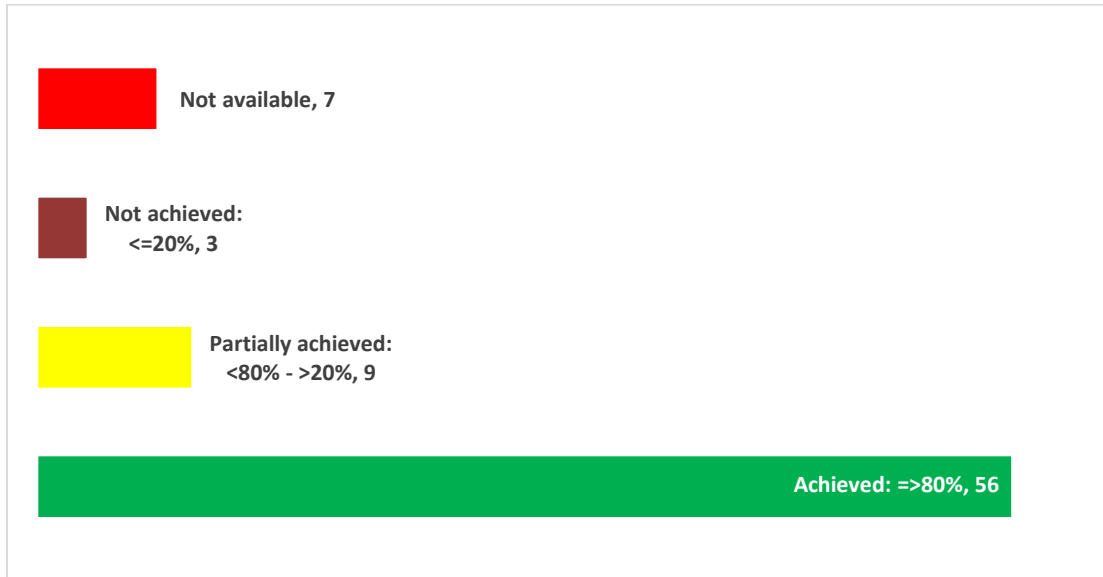 Not available, 7
Not achieved:
<=20%, 3
Partially achieved:
<80% - >20%, 9
Achieved: =>80%, 56